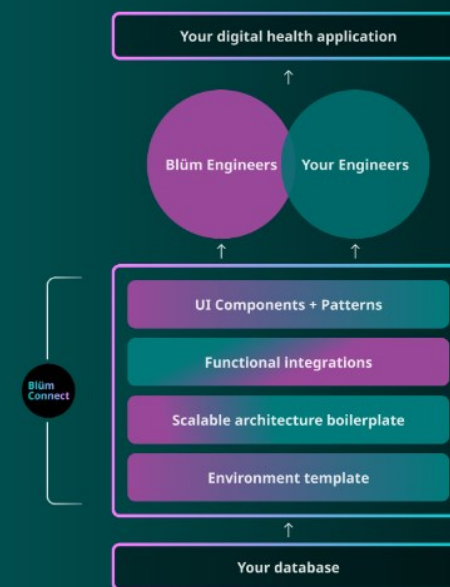 Your digital health application
Blüm Engineers
Your Engineers
UI Components + Patterns
Functional integrations
Blüm
Connect
Scalable architecture boilerplate
Environment template
Your database